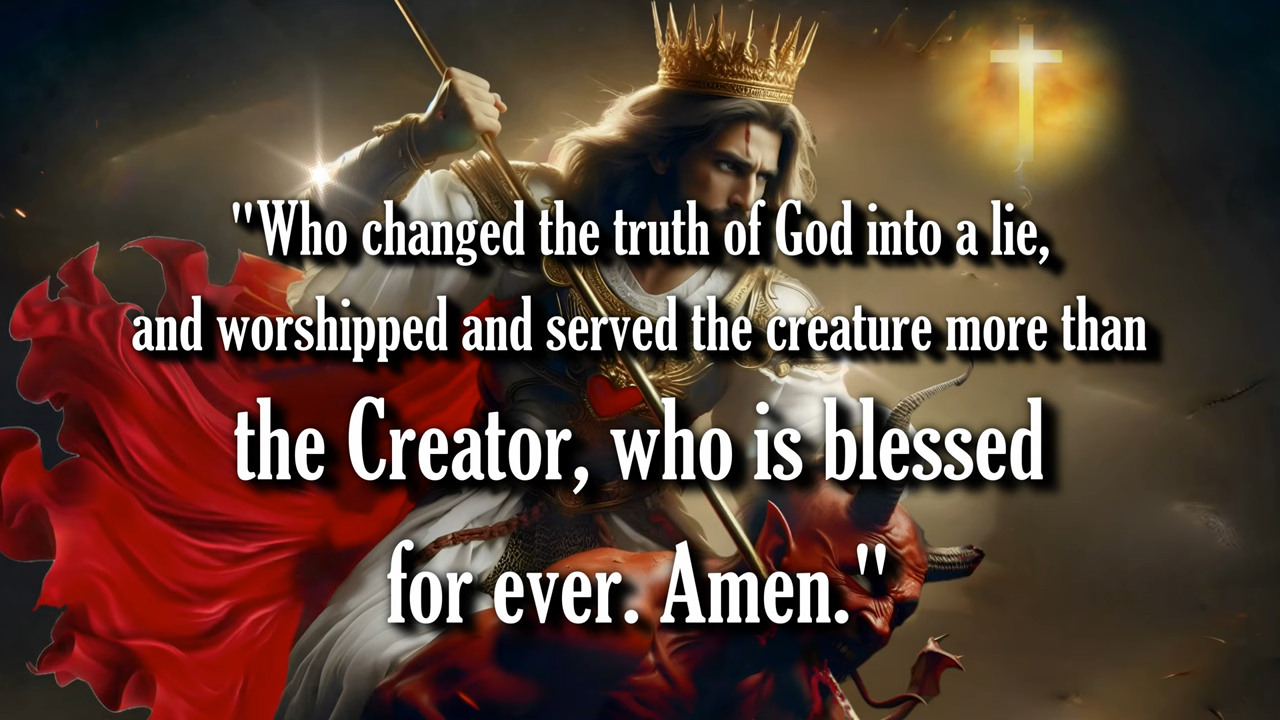 "Who changed the truth of God into a lie,
and worshipped and served the creature more than
the Creator, who is blessed
for ever. Amen."